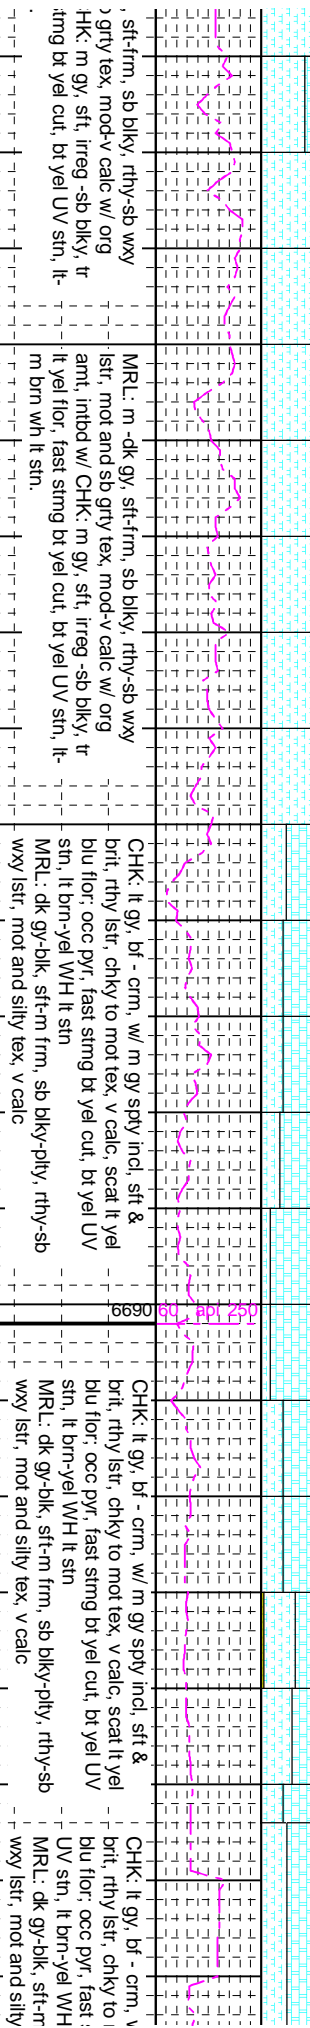 , sft-frm, sb blky, rthy-sb wxy
grty tex, mod-v calc w/ org
HK: m gy, sft, irreg -sb blky, tr
tmg bt yel cut, bt yel UV stn, lt-
MRL: m -dk gy, sft-frm, sb blky, rthy-sb wxy
lstr, mot and sb grty tex, mod-v calc w/ org
amt, intbd w/ CHK: m gy, sft, irreg -sb blky, tr
lt yel flor, fast stmg bt yel cut, bt yel UV stn, lt-
m brn wh lt stn.
CHK: lt gy, bf - crm, w/ m gy spty incl, sft &
brit, rthy lstr, chky to mot tex, v calc, scat lt yel
blu flor; occ pyr, fast stmg bt yel cut, bt yel UV
stn, lt brn-yel WH lt stn
MRL: dk gy-blk, sft-m frm, sb blky-plty, rthy-sb
wxy lstr, mot and silty tex, v calc
6690
60 api 250
CHK: lt gy, bf - crm, w/ m gy spty incl, sft &
brit, rthy lstr, chky to mot tex, v calc, scat lt yel
blu flor; occ pyr, fast stmg bt yel cut, bt yel UV
stn, lt brn-yel WH lt stn
MRL: dk gy-blk, sft-m frm, sb blky-plty, rthy-sb
wxy lstr, mot and silty tex, v calc
CHK: lt gy, bf - crm, w
brit, rthy lstr, chky to
blu flor; occ pyr, fast
UV stn, lt brn-yel WH
MRL: dk gy-blk, sft-m
wxy lstr, mot and silty